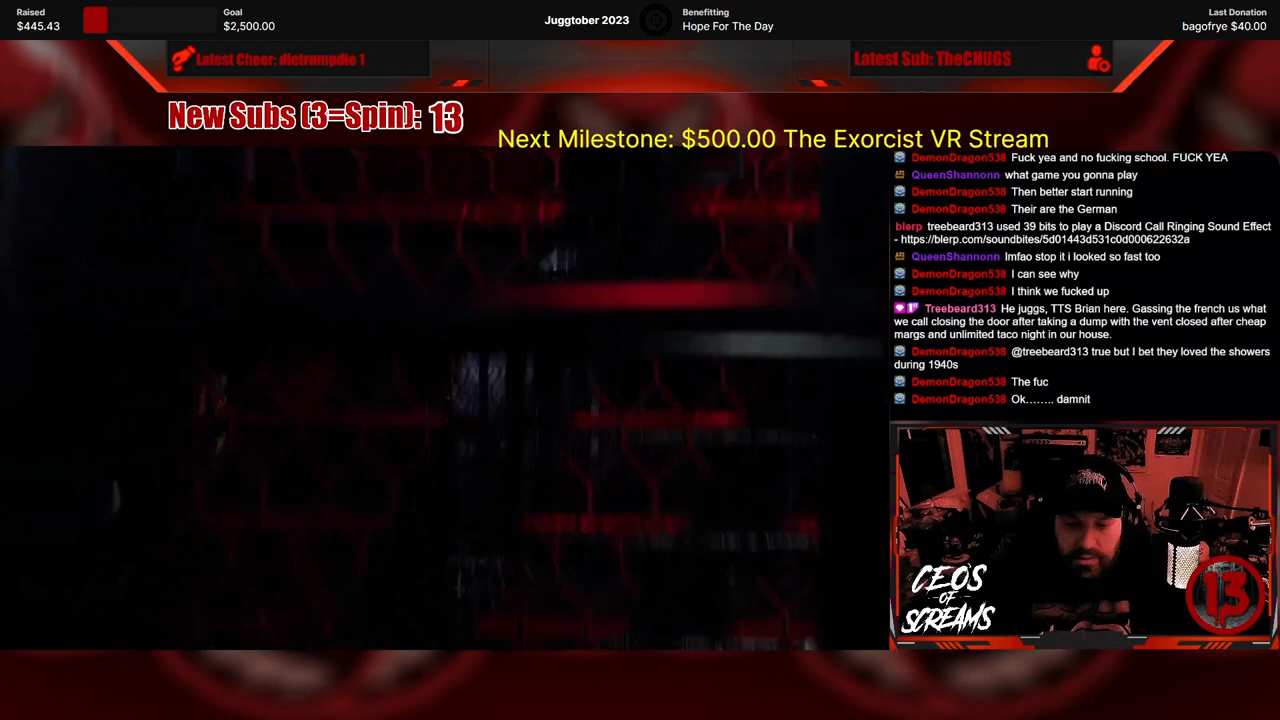 Raised
$445.43
Goal
$2,500.00
Juggtober 2023
Benefitting
Hope For The Day
Last Donation
bagofrye $40.00
Latest Cheer: dietrumpdie 1
Latest Sub: TheCHUGS
New Subs (3=Spin): 13
Next Milestone: $500.00 The Exorcist VR Stream
DemonDragon538 Fuck yea and no fucking school. FUCK YEA
QueenShannonn what game you gonna play
DemonDragon538 Then better start running
DemonDragon538 Their are the German
blerp treebeard313 used 39 bits to play a Discord Call Ringing Sound Effect
- https://blerp.com/soundbites/5d01443d531c0d000622632a
QueenShannonn lmfao stop it i looked so fast too
DemonDragon538 I can see why
DemonDragon538 I think we fucked up
Treebeard313 He juggs, TTS Brian here. Gassing the french us what
we call closing the door after taking a dump with the vent closed after cheap
margs and unlimited taco night in our house.
DemonDragon538 @treebeard313 true but I bet they loved the showers
during 1940s
DemonDragon538 The fuc
DemonDragon538 Ok…….. damnit
CEOS
OF
SCREAMS
13